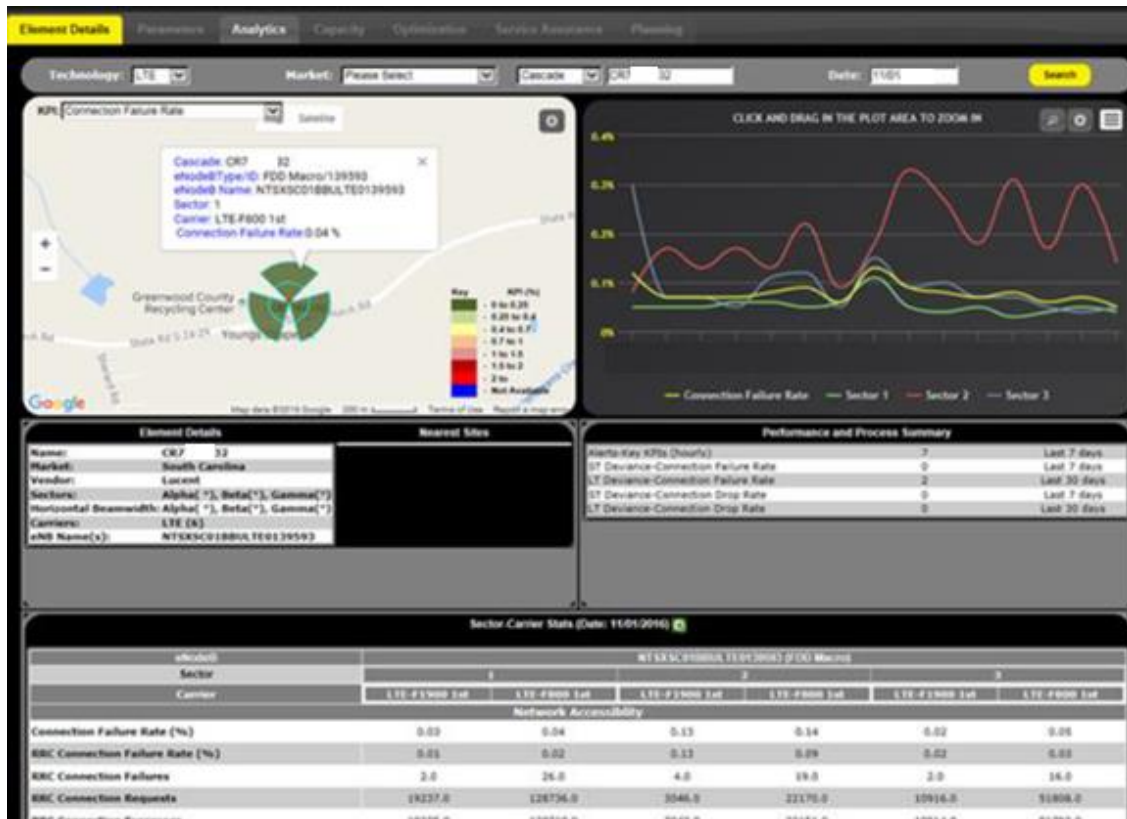 Element Details Parameters Analytics Capacity Optimization Service Assurance Planning
Technology: LTE Market: Please Select Cascade CR7 32 Date: 11/01 Search
KPI: Connection Failure Rate
Satellite
CLICK AND DRAG IN THE PLOT AREA TO ZOOM IN
Cascade: CR7 32
eNodeBType/ID: FDD Macro/139593
eNodeB Name: NTSXSC01BBULTE0139593
Sector: 1
Carrier: LTE-F800 1st
Connection Failure Rate: 0.04 %
+
-
Greenwood County
Recycling Center
State Rd S 24-29
Key KPI (%)
- 0 to 0.25
- 0.25 to 0.4
- 0.4 to 0.7
- 0.7 to 1
- 1 to 1.5
- 1.5 to 2
- 2 to
- Not Available
Google
Map data ©2016 Google 200 m Terms of Use Report a map error
0.4%
0.3%
0.2%
0.1%
0%
Connection Failure Rate Sector 1 Sector 2 Sector 3
Element Details Nearest Sites
Name: CR7 32
Market: South Carolina
Vendor: Lucent
Sectors: Alpha( °), Beta(°), Gamma(°)
Horizontal Beamwidth: Alpha( °), Beta(°), Gamma(°)
Carriers: LTE (6)
eNB Name(s): NTSXSC01BBULTE0139593
Performance and Process Summary
Alerts-Key KPIs (hourly) 7 Last 7 days
ST Deviance-Connection Failure Rate 0 Last 7 days
LT Deviance-Connection Failure Rate 2 Last 30 days
ST Deviance-Connection Drop Rate 0 Last 7 days
LT Deviance-Connection Drop Rate 0 Last 30 days
Sector-Carrier Stats (Date: 11/01/2016)
eNodeB NTSXSC01BBULTE0139593 (FDD Macro)
Sector 1 2 3
Carrier LTE-F1900 1st LTE-F800 1st LTE-F1900 1st LTE-F800 1st LTE-F1900 1st LTE-F800 1st
Network Accessibility
Connection Failure Rate (%) 0.03 0.04 0.13 0.14 0.02 0.05
RRC Connection Failure Rate (%) 0.01 0.02 0.13 0.09 0.02 0.03
RRC Connection Failures 2.0 26.0 4.0 19.0 2.0 16.0
RRC Connection Requests 19237.0 128736.0 3046.0 22170.0 10916.0 51808.0